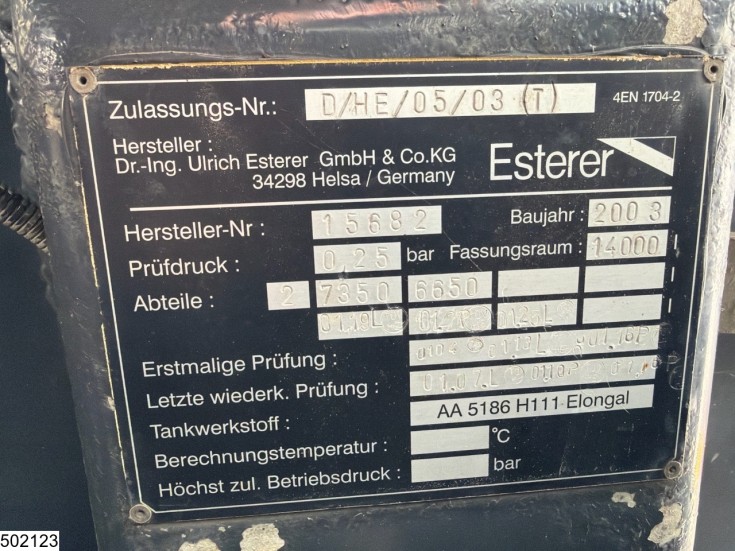 Zulassungs-Nr.: D/HE/05/03 (T) 4EN 1704-2
Hersteller :
Dr.-Ing. Ulrich Esterer GmbH & Co.KG
34298 Helsa / Germany
Esterer
Hersteller-Nr : 15682 Baujahr : 2003
Prüfdruck : 0,25 bar Fassungsraum : 14000 l
Abteile : 2 7350 6650
Erstmalige Prüfung :
Letzte wiederk. Prüfung :
Tankwerkstoff : AA 5186 H111 Elongal
Berechnungstemperatur : °C
Höchst zul. Betriebsdruck : bar
502123